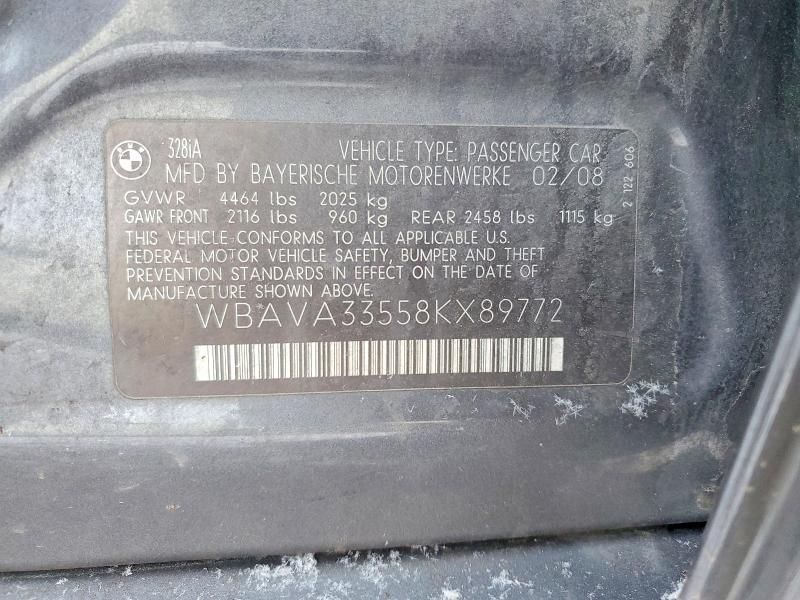 BMW
328iA VEHICLE TYPE: PASSENGER CAR
MFD BY BAYERISCHE MOTORENWERKE 02/08
GVWR 4464 lbs 2025 kg
GAWR FRONT 2116 lbs 960 kg REAR 2458 lbs 1115 kg
THIS VEHICLE CONFORMS TO ALL APPLICABLE U.S.
FEDERAL MOTOR VEHICLE SAFETY, BUMPER AND THEFT
PREVENTION STANDARDS IN EFFECT ON THE DATE OF
MANUFACTURE SHOWN ABOVE.
WBAVA33558KX89772
2 122 606